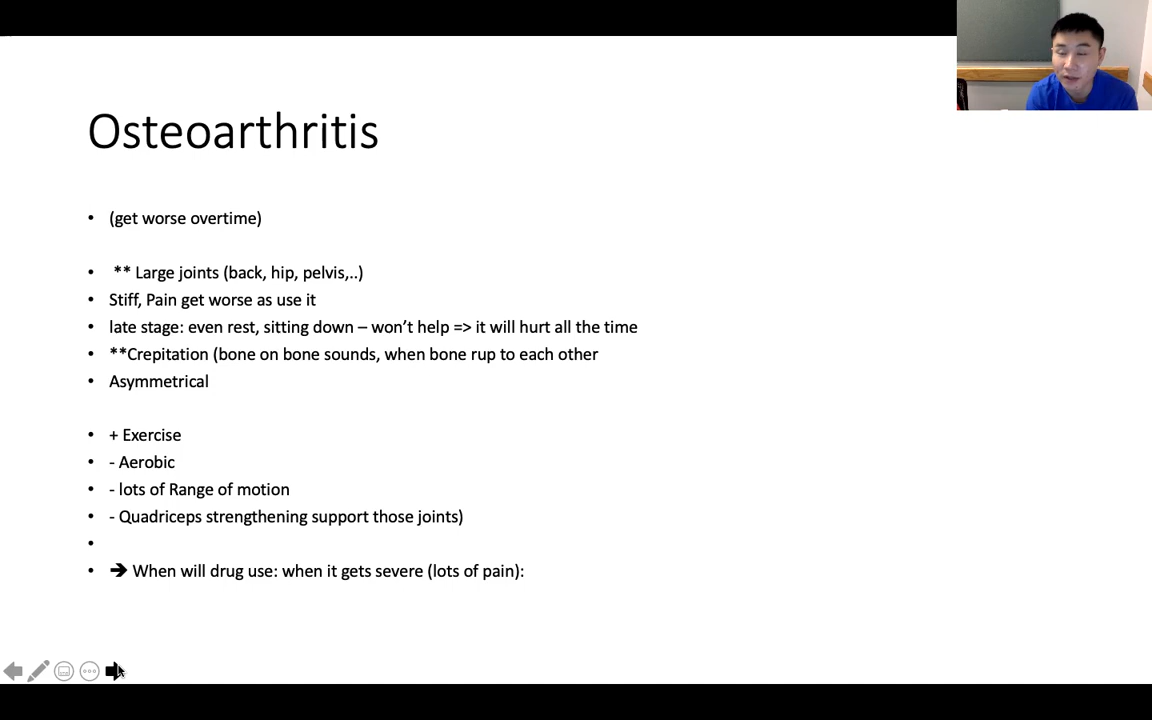 Osteoarthritis
• (get worse overtime)
• ** Large joints (back, hip, pelvis,..)
• Stiff, Pain get worse as use it
• late stage: even rest, sitting down – won't help => it will hurt all the time
• **Crepitation (bone on bone sounds, when bone rup to each other
• Asymmetrical
• + Exercise
• - Aerobic
• - lots of Range of motion
• - Quadriceps strengthening support those joints)
•
• ➔ When will drug use: when it gets severe (lots of pain):